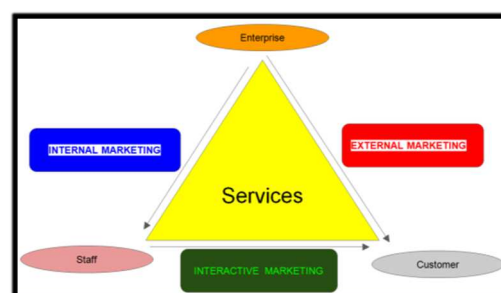 Enterprise
INTERNAL MARKETING
EXTERNAL MARKETING
Services
Staff
INTERACTIVE MARKETING
Customer